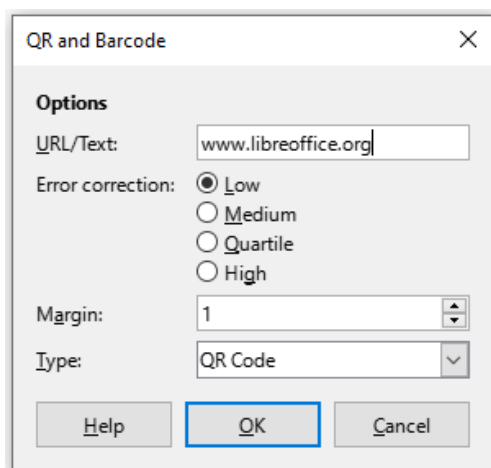 QR and Barcode
Options
URL/Text: www.libreoffice.org
Error correction: Low
Medium
Quartile
High
Margin: 1
Type: QR Code
Help OK Cancel